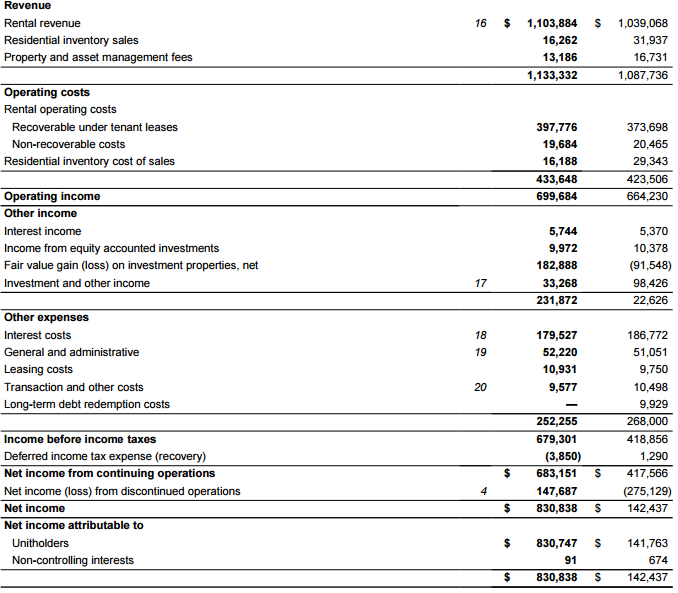 Revenue
Rental revenue 16 $ 1,103,884 $ 1,039,068
Residential inventory sales 16,262 31,937
Property and asset management fees 13,186 16,731
1,133,332 1,087,736
Operating costs
Rental operating costs
Recoverable under tenant leases 397,776 373,698
Non-recoverable costs 19,684 20,465
Residential inventory cost of sales 16,188 29,343
433,648 423,506
Operating income 699,684 664,230
Other income
Interest income 5,744 5,370
Income from equity accounted investments 9,972 10,378
Fair value gain (loss) on investment properties, net 182,888 (91,548)
Investment and other income 17 33,268 98,426
231,872 22,626
Other expenses
Interest costs 18 179,527 186,772
General and administrative 19 52,220 51,051
Leasing costs 10,931 9,750
Transaction and other costs 20 9,577 10,498
Long-term debt redemption costs — 9,929
252,255 268,000
Income before income taxes 679,301 418,856
Deferred income tax expense (recovery) (3,850) 1,290
Net income from continuing operations $ 683,151 $ 417,566
Net income (loss) from discontinued operations 4 147,687 (275,129)
Net income $ 830,838 $ 142,437
Net income attributable to
Unitholders $ 830,747 $ 141,763
Non-controlling interests 91 674
$ 830,838 $ 142,437